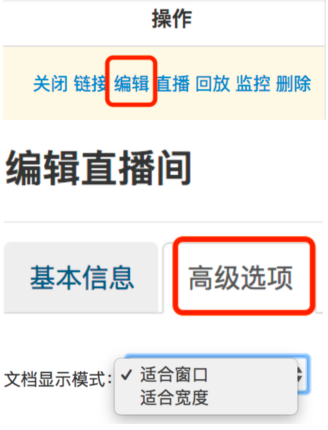 操作
关闭 链接 编辑 直播 回放 监控 删除
编辑直播间
基本信息 高级选项
文档显示模式: ✓ 适合窗口
适合宽度